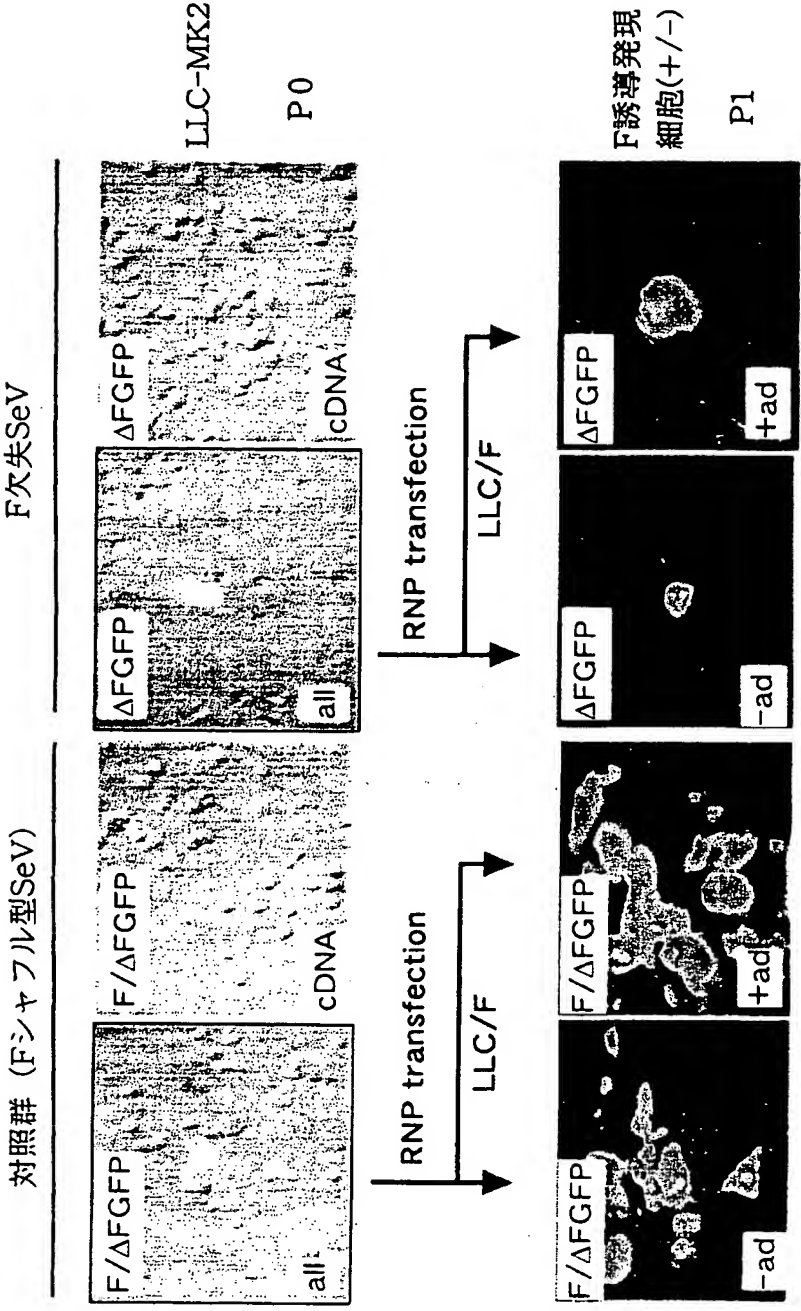 対照群 (Fシャフル型SeV)
F欠失SeV
F/ΔFGFP
all
F/ΔFGFP
cDNA
ΔFGFP
all
ΔFGFP
cDNA
LLC-MK2
P0
RNP transfection
LLC/F
RNP transfection
LLC/F
F/ΔFGFP
-ad
F/ΔFGFP
+ad
ΔFGFP
-ad
ΔFGFP
+ad
F誘導発現
細胞(+/-)
P1